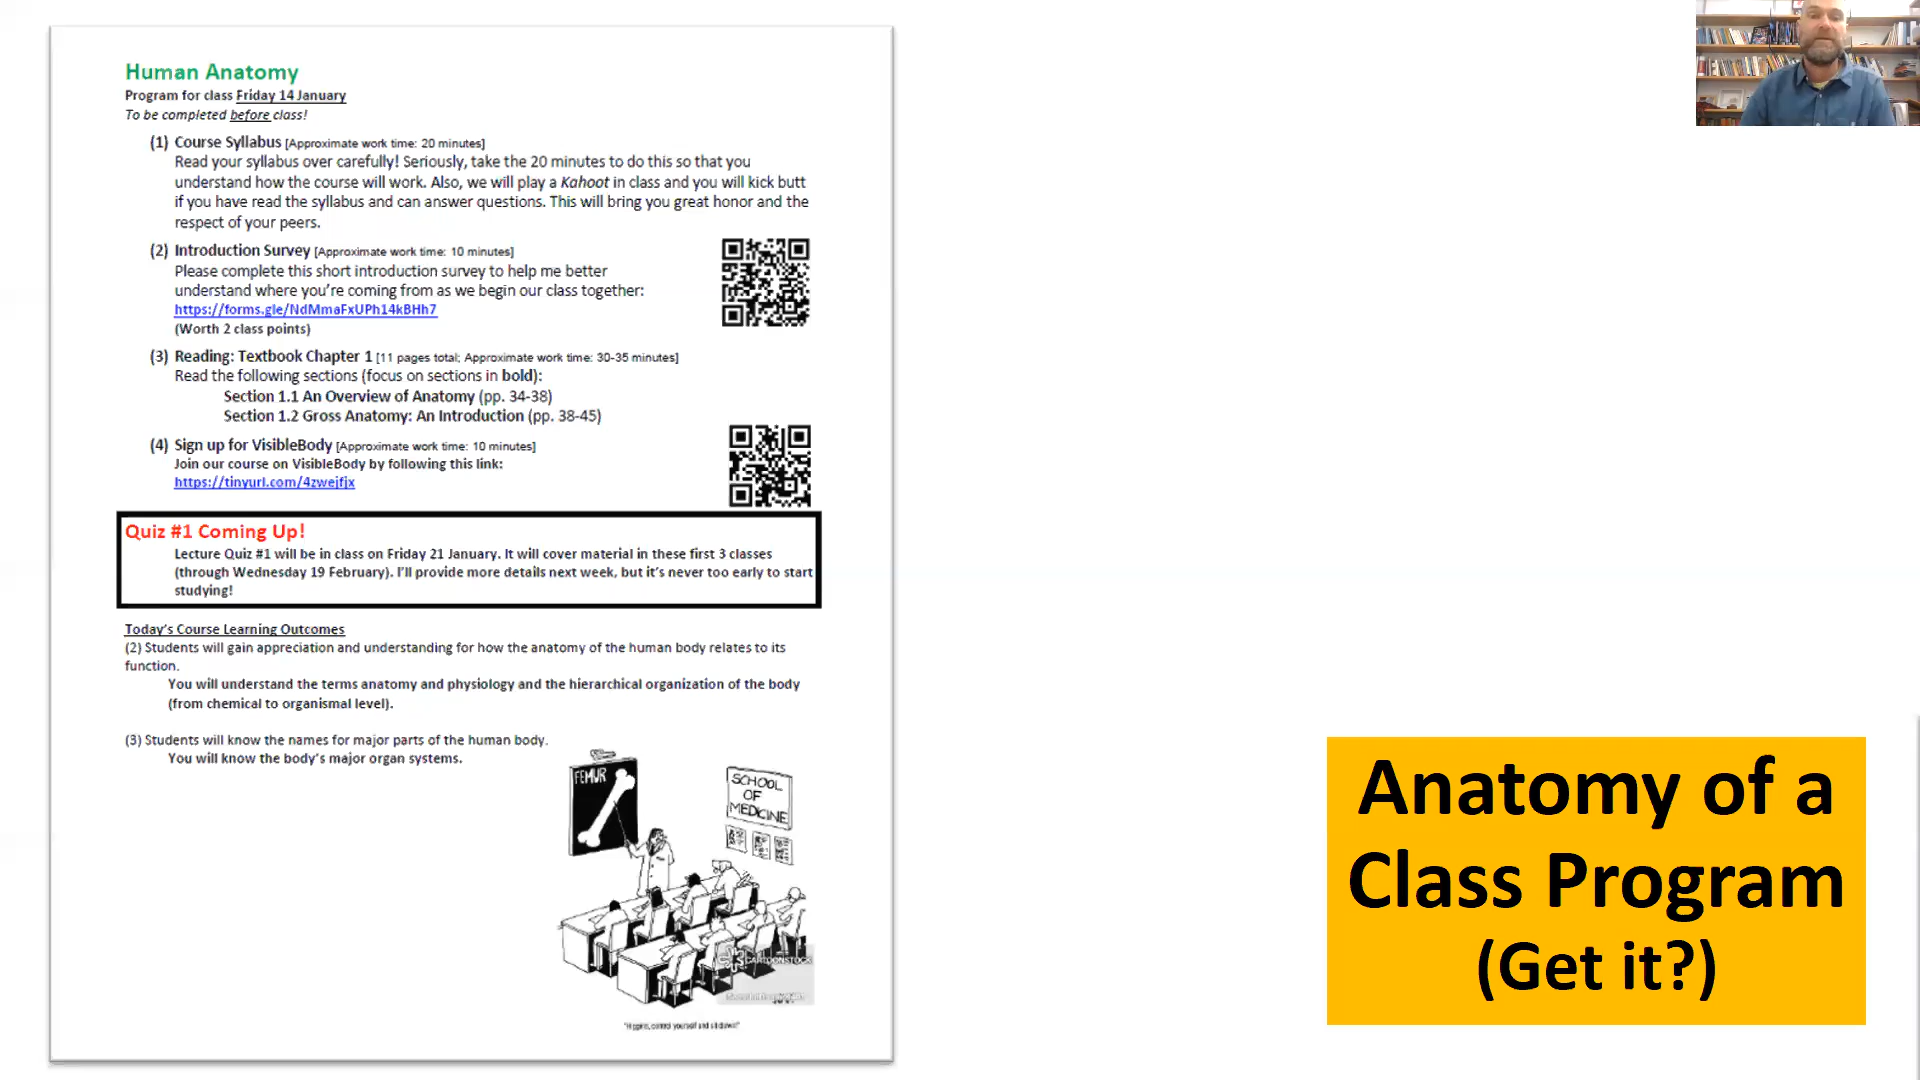 Human Anatomy
Program for class Friday 14 January
To be completed before class!
(1) Course Syllabus [Approximate work time: 20 minutes]
Read your syllabus over carefully! Seriously, take the 20 minutes to do this so that you
understand how the course will work. Also, we will play a Kahoot in class and you will kick butt
if you have read the syllabus and can answer questions. This will bring you great honor and the
respect of your peers.
(2) Introduction Survey [Approximate work time: 10 minutes]
Please complete this short introduction survey to help me better
understand where you're coming from as we begin our class together:
https://forms.gle/NdMmaFxUPh14kBHh7
(Worth 2 class points)
(3) Reading: Textbook Chapter 1 [11 pages total; Approximate work time: 30-35 minutes]
Read the following sections (focus on sections in bold):
Section 1.1 An Overview of Anatomy (pp. 34-38)
Section 1.2 Gross Anatomy: An Introduction (pp. 38-45)
(4) Sign up for VisibleBody [Approximate work time: 10 minutes]
Join our course on VisibleBody by following this link:
https://tinyurl.com/4zwejfjx
Quiz #1 Coming Up!
Lecture Quiz #1 will be in class on Friday 21 January. It will cover material in these first 3 classes
(through Wednesday 19 February). I'll provide more details next week, but it's never too early to start
studying!
Today's Course Learning Outcomes
(2) Students will gain appreciation and understanding for how the anatomy of the human body relates to its
function.
You will understand the terms anatomy and physiology and the hierarchical organization of the body
(from chemical to organismal level).
(3) Students will know the names for major parts of the human body.
You will know the body's major organ systems.
FEMUR
SCHOOL
OF
MEDICINE
CARTOONSTOCK
"Higgins, control yourself and sit down!"
Anatomy of a
Class Program
(Get it?)